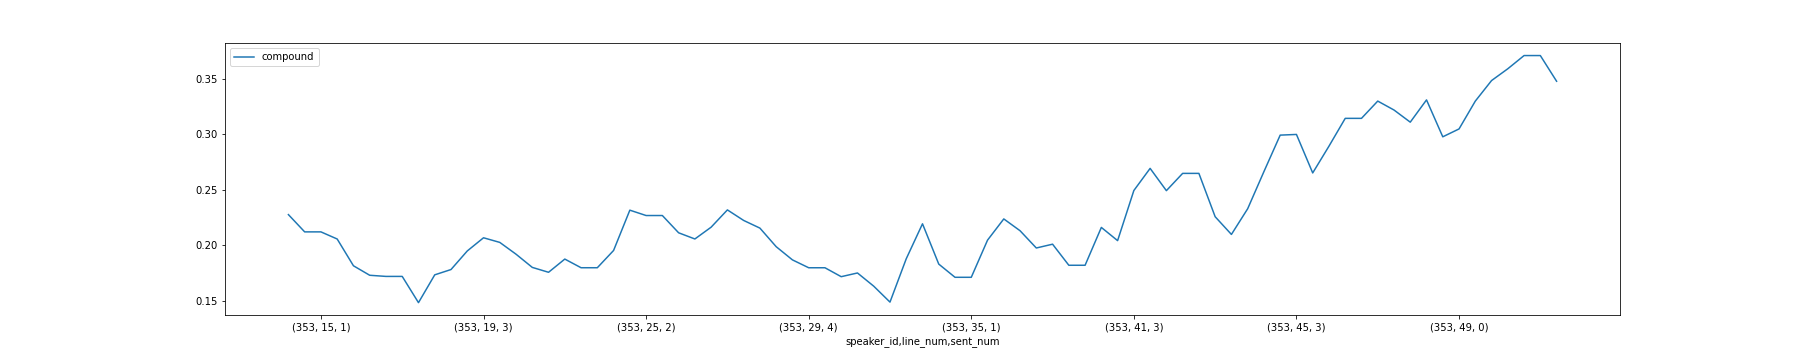 compound
0.35
0.30
0.25
0.20
0.15
(353, 15, 1) (353, 19, 3) (353, 25, 2) (353, 29, 4) (353, 35, 1) (353, 41, 3) (353, 45, 3) (353, 49, 0)
speaker_id,line_num,sent_num